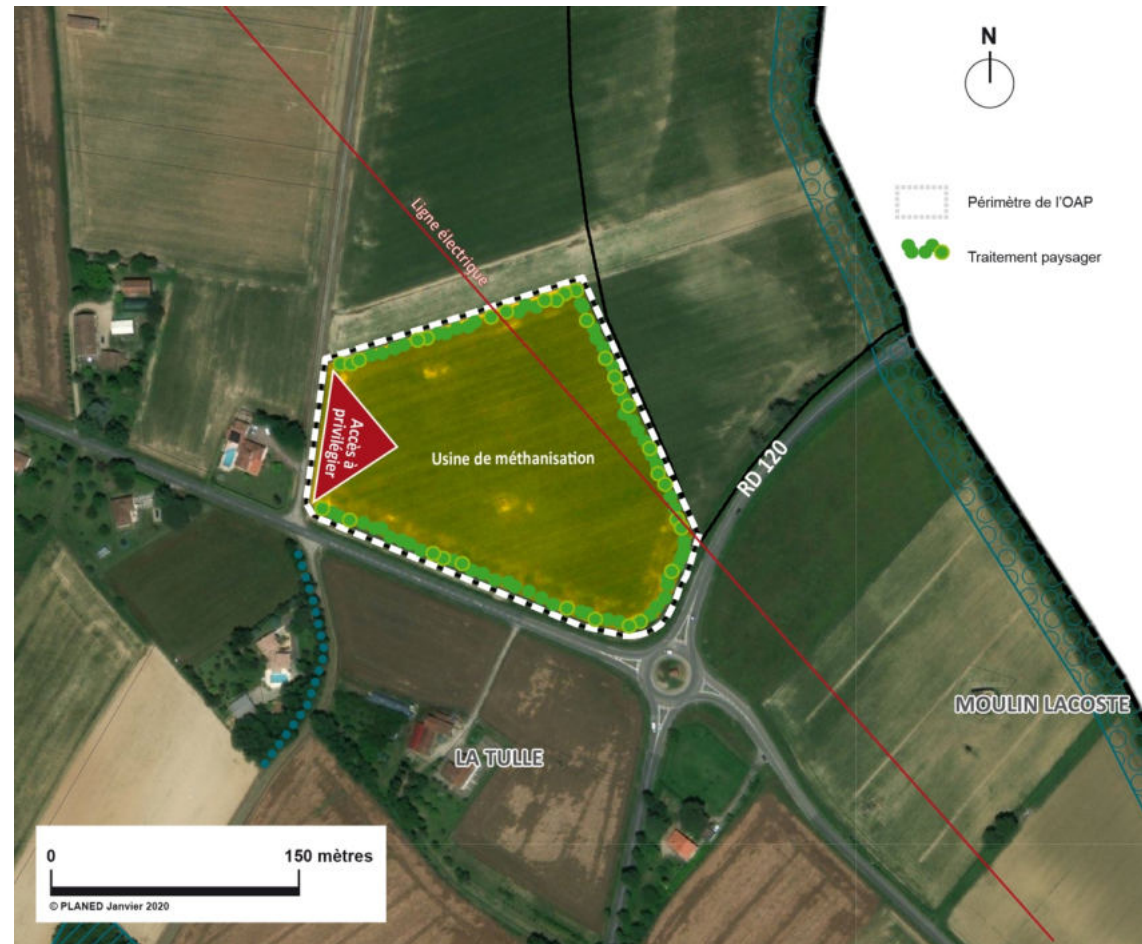 N
Périmètre de l'OAP
Traitement paysager
Ligne électrique
Accès à
privilégier
Usine de méthanisation
RD 120
MOULIN LACOSTE
LA TULLE
0 150 mètres
© PLANED Janvier 2020